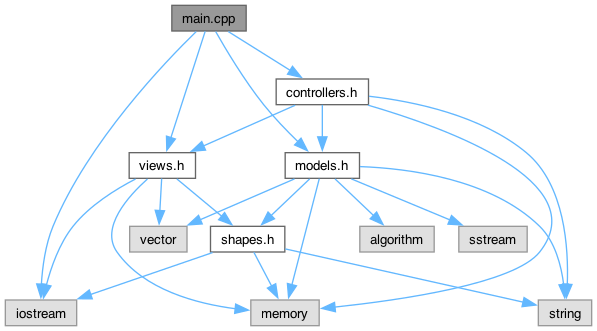 main.cpp
controllers.h
views.h
models.h
vector
shapes.h
algorithm
sstream
iostream
memory
string